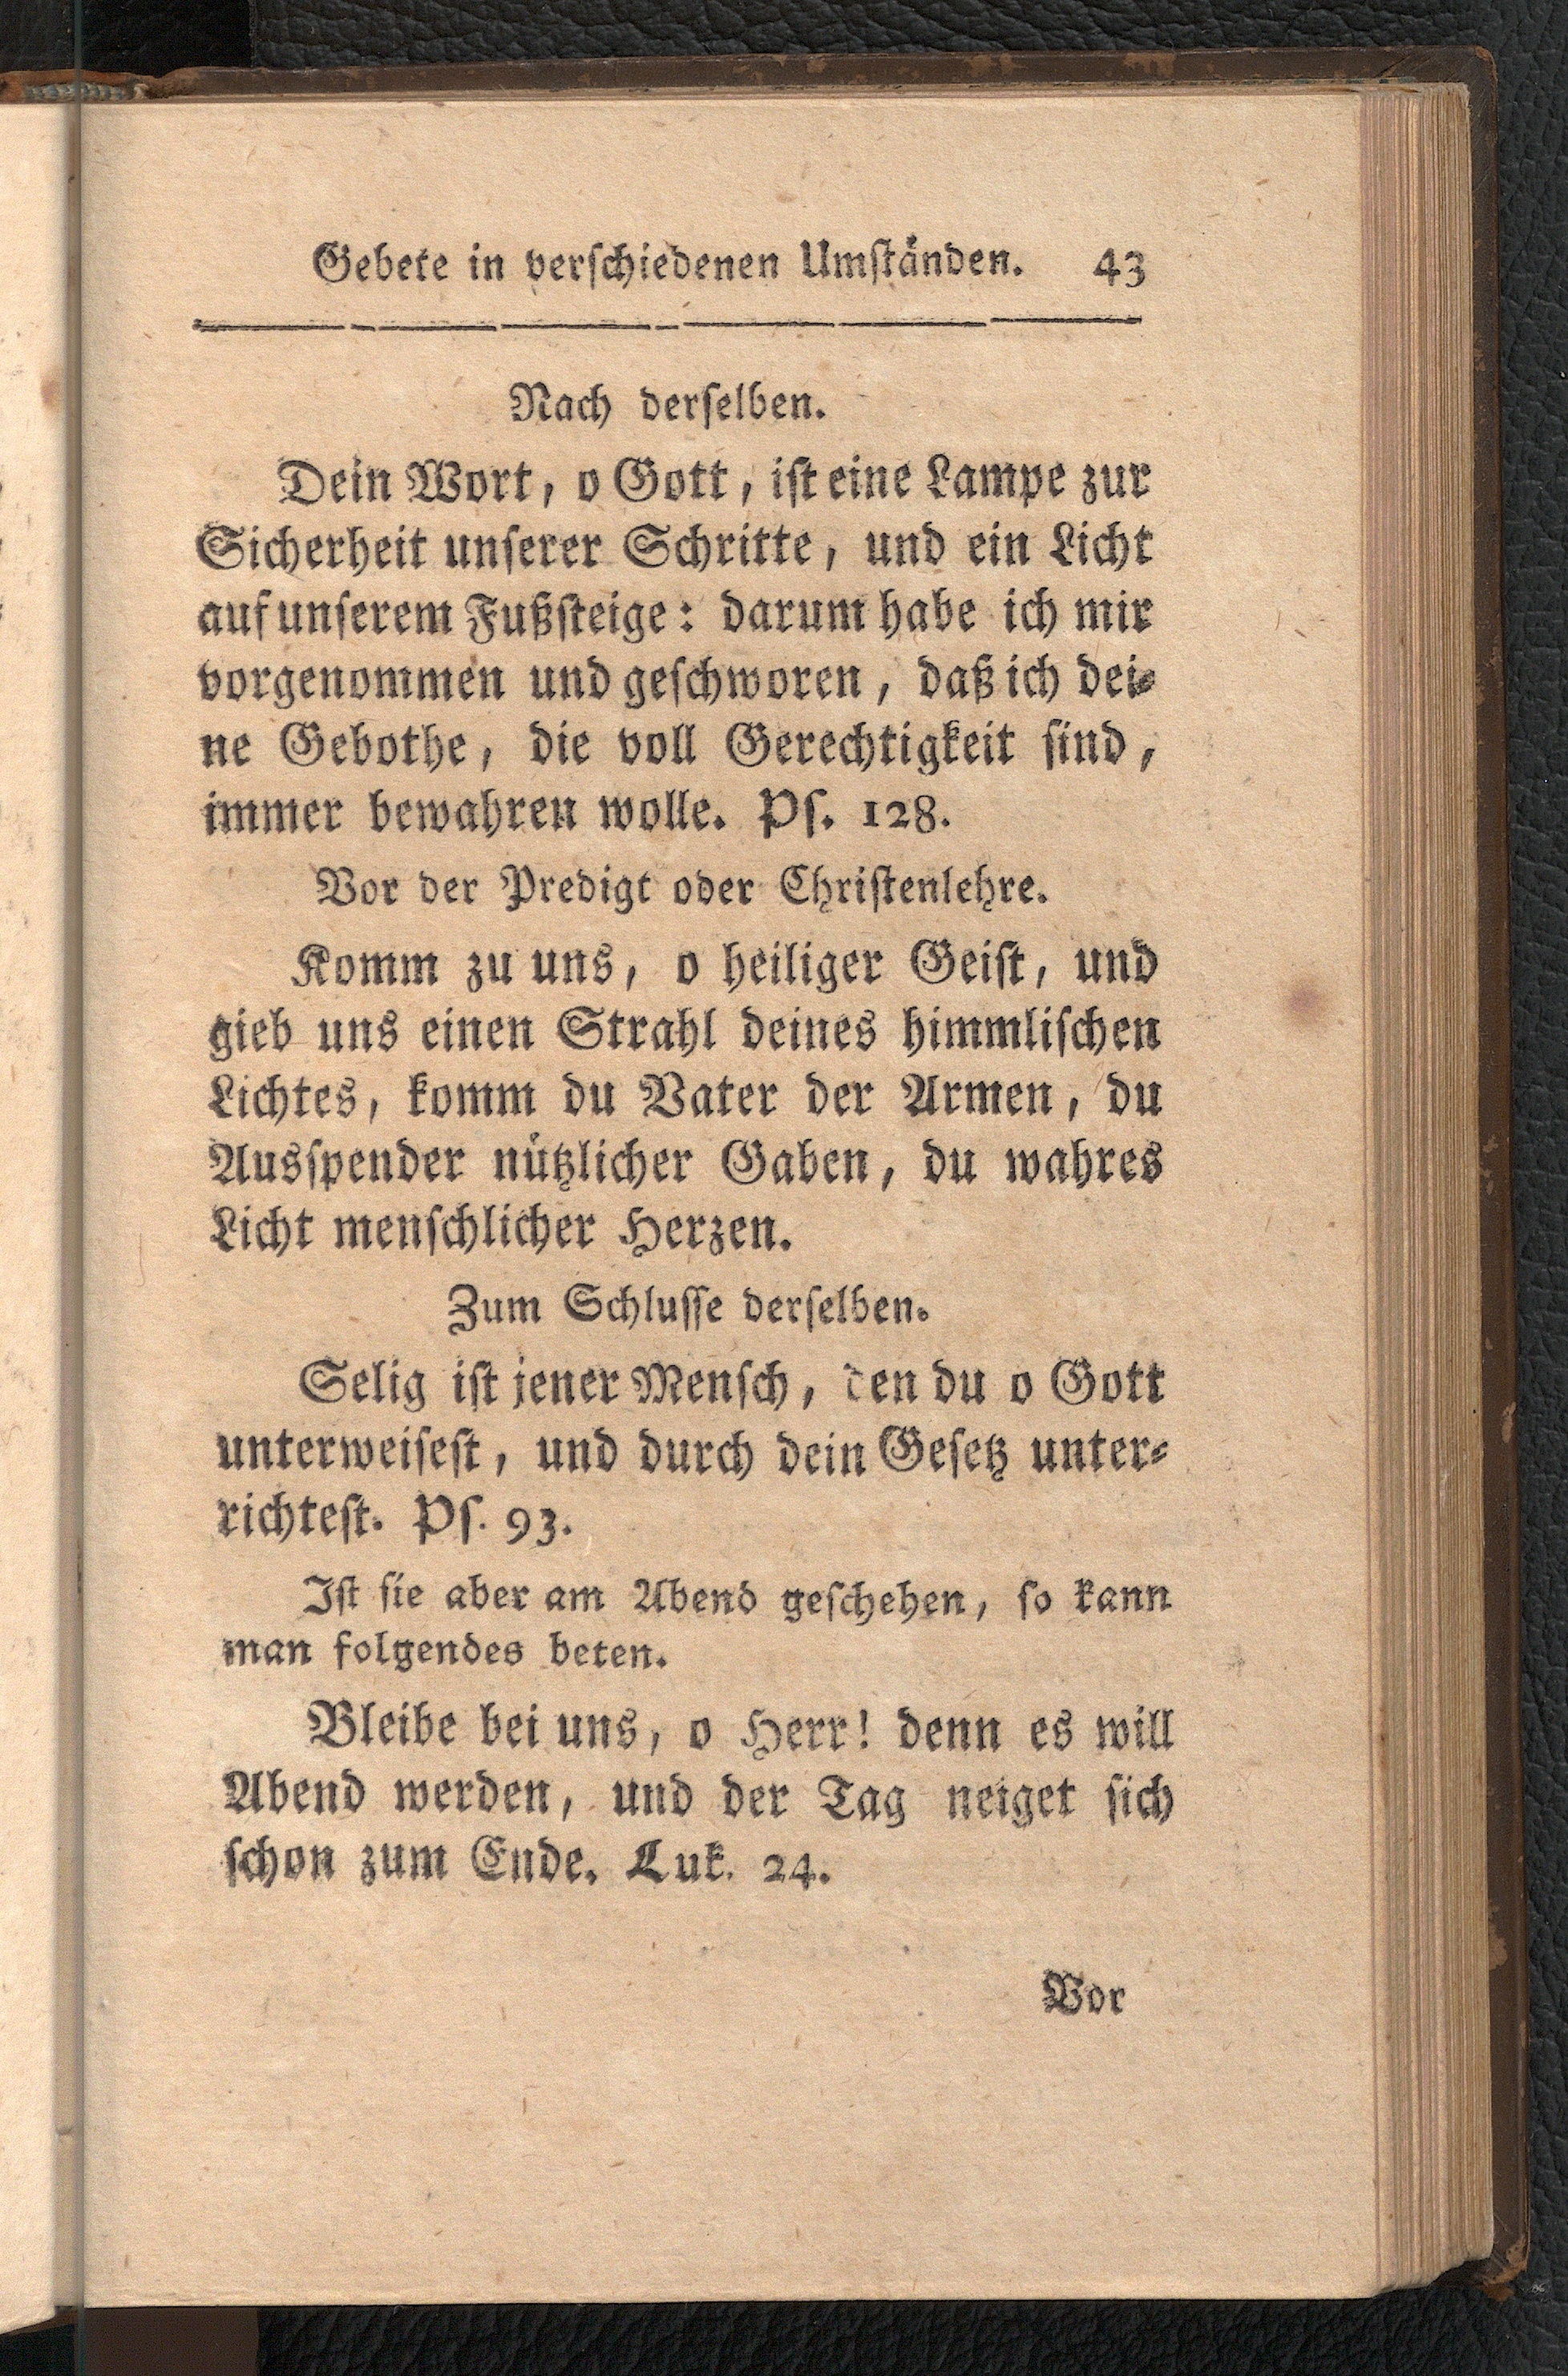 Gebete in verschiedenen Umständen. 43
Nach derselben.
Dein Wort, o Gott, ist eine Lampe zur
Sicherheit unserer Schritte, und ein Licht
auf unserem Fußsteige: darum habe ich mir
vorgenommen und geschworen, daß ich dei-
ne Gebothe, die voll Gerechtigkeit sind,
immer bewahren wolle. Ps. 128.
Vor der Predigt oder Christenlehre.
Komm zu uns, o heiliger Geist, und
gieb uns einen Strahl deines himmlischen
Lichtes, komm du Vater der Armen, du
Ausspender nützlicher Gaben, du wahres
Licht menschlicher Herzen.
Zum Schlusse derselben.
Selig ist jener Mensch, den du o Gott
unterweisest, und durch dein Gesetz unter-
richtest. Ps. 93.
Ist sie aber am Abend geschehen, so kann
man folgendes beten.
Bleibe bei uns, o Herr! denn es will
Abend werden, und der Tag neiget sich
schon zum Ende. Luk. 24.
Vor